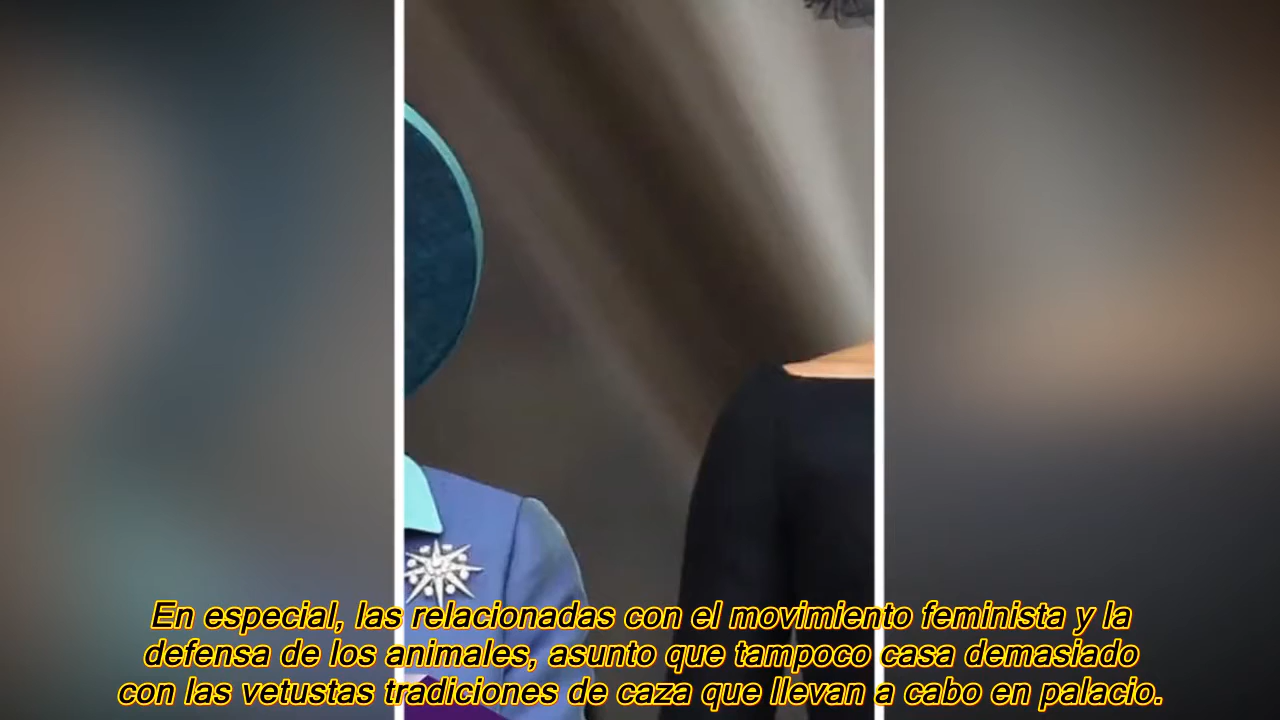 En especial, las relacionadas con el movimiento feminista y la
defensa de los animales, asunto que tampoco casa demasiado
con las vetustas tradiciones de caza que llevan a cabo en palacio.